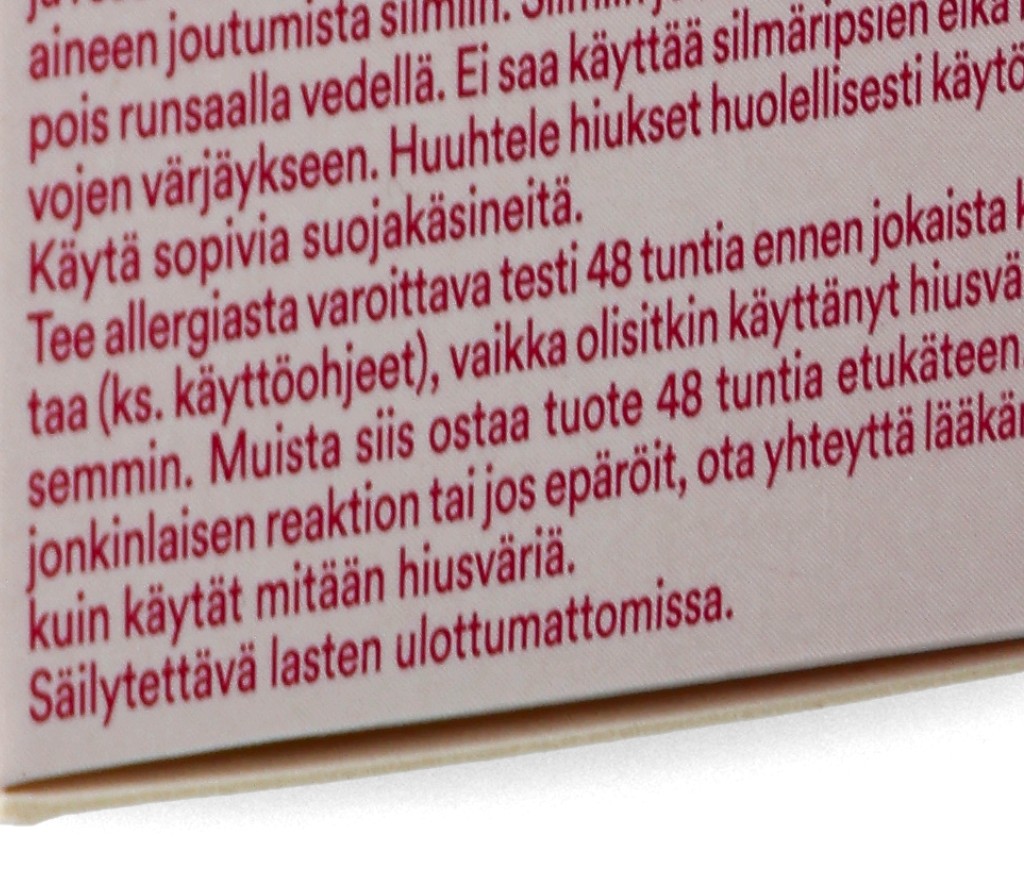 aineen joutumista silmiin.
pois runsaalla vedellä. Ei saa käyttää silmäripsien eikä
vojen värjäykseen. Huuhtele hiukset huolellisesti käytö
Käytä sopivia suojakäsineitä.
Tee allergiasta varoittava testi 48 tuntia ennen jokaista k
taa (ks. käyttöohjeet), vaikka olisitkin käyttänyt hiusvä
semmin. Muista siis ostaa tuote 48 tuntia etukäteen.
jonkinlaisen reaktion tai jos epäröit, ota yhteyttä lääkär
kuin käytät mitään hiusväriä.
Säilytettävä lasten ulottumattomissa.